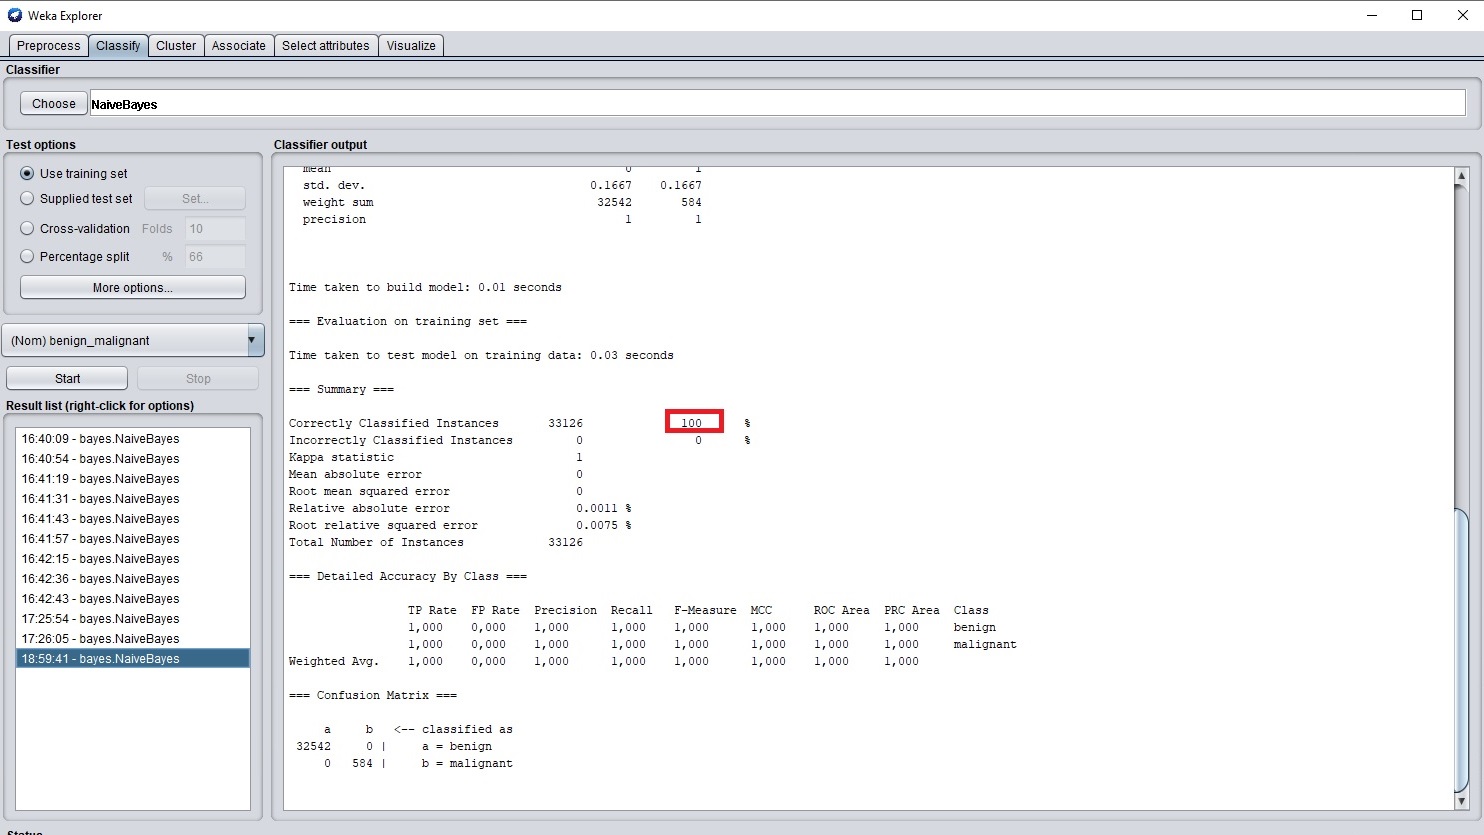 Weka Explorer
Preprocess Classify Cluster Associate Select attributes Visualize
Classifier
Choose NaiveBayes
Test options
Use training set
Supplied test set Set...
Cross-validation Folds 10
Percentage split % 66
More options...
(Nom) benign_malignant
Start Stop
Result list (right-click for options)
16:40:09 - bayes.NaiveBayes
16:40:54 - bayes.NaiveBayes
16:41:19 - bayes.NaiveBayes
16:41:31 - bayes.NaiveBayes
16:41:43 - bayes.NaiveBayes
16:41:57 - bayes.NaiveBayes
16:42:15 - bayes.NaiveBayes
16:42:36 - bayes.NaiveBayes
16:42:43 - bayes.NaiveBayes
17:25:54 - bayes.NaiveBayes
17:26:05 - bayes.NaiveBayes
18:59:41 - bayes.NaiveBayes
Classifier output
mean 0 1
std. dev. 0.1667 0.1667
weight sum 32542 584
precision 1 1
Time taken to build model: 0.01 seconds
=== Evaluation on training set ===
Time taken to test model on training data: 0.03 seconds
=== Summary ===
Correctly Classified Instances 33126 100 %
Incorrectly Classified Instances 0 0 %
Kappa statistic 1
Mean absolute error 0
Root mean squared error 0
Relative absolute error 0.0011 %
Root relative squared error 0.0075 %
Total Number of Instances 33126
=== Detailed Accuracy By Class ===
TP Rate FP Rate Precision Recall F-Measure MCC ROC Area PRC Area Class
1,000 0,000 1,000 1,000 1,000 1,000 1,000 1,000 benign
1,000 0,000 1,000 1,000 1,000 1,000 1,000 1,000 malignant
Weighted Avg. 1,000 0,000 1,000 1,000 1,000 1,000 1,000 1,000
=== Confusion Matrix ===
a b <-- classified as
32542 0 | a = benign
0 584 | b = malignant
Status